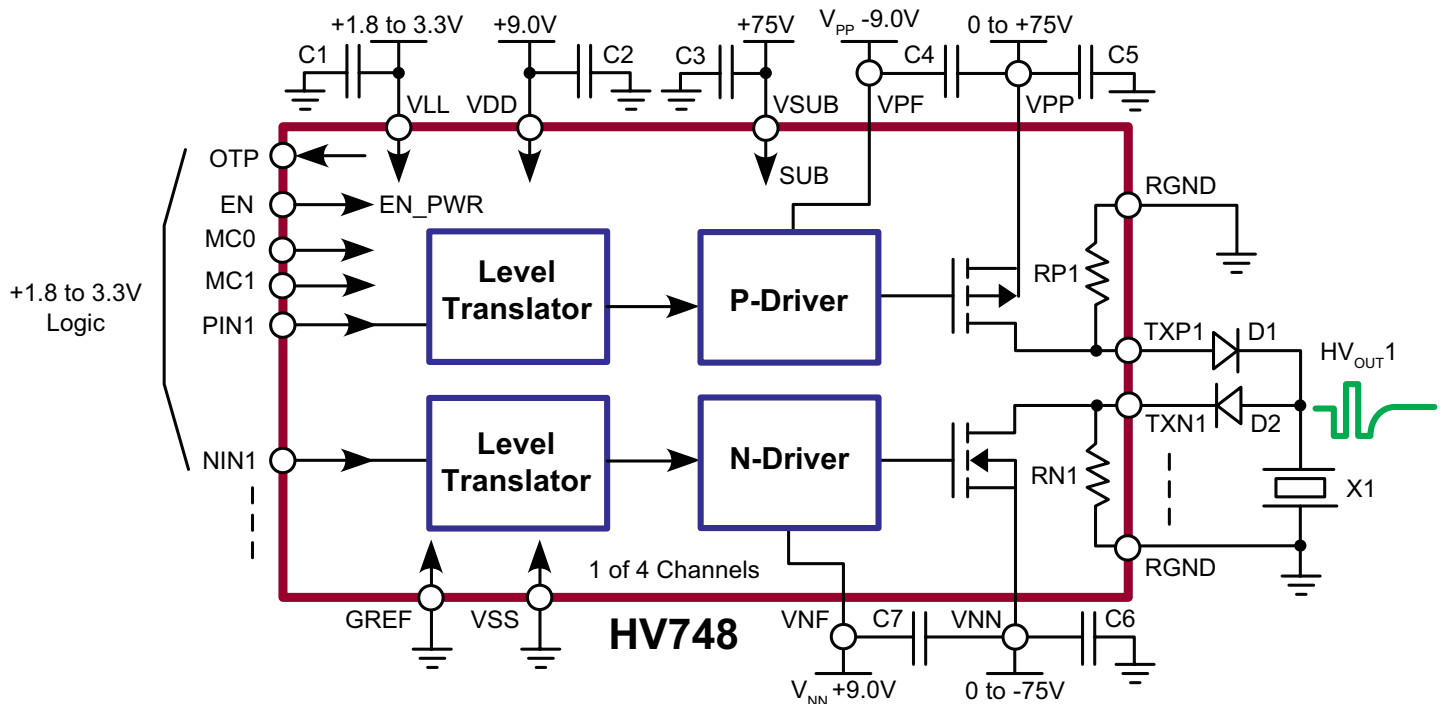 +1.8 to 3.3V
+9.0V
+75V
VPP -9.0V
0 to +75V
C1
C2
C3
C4
C5
VLL
VDD
VSUB
VPF
VPP
OTP
SUB
RGND
EN
EN_PWR
MC0
MC1
+1.8 to 3.3V
Logic
Level
Translator
P-Driver
RP1
PIN1
TXP1
D1
HVOUT1
TXN1
D2
Level
Translator
N-Driver
RN1
NIN1
X1
1 of 4 Channels
RGND
GREF
VSS
HV748
VNF
C7
VNN
C6
VNN +9.0V
0 to -75V